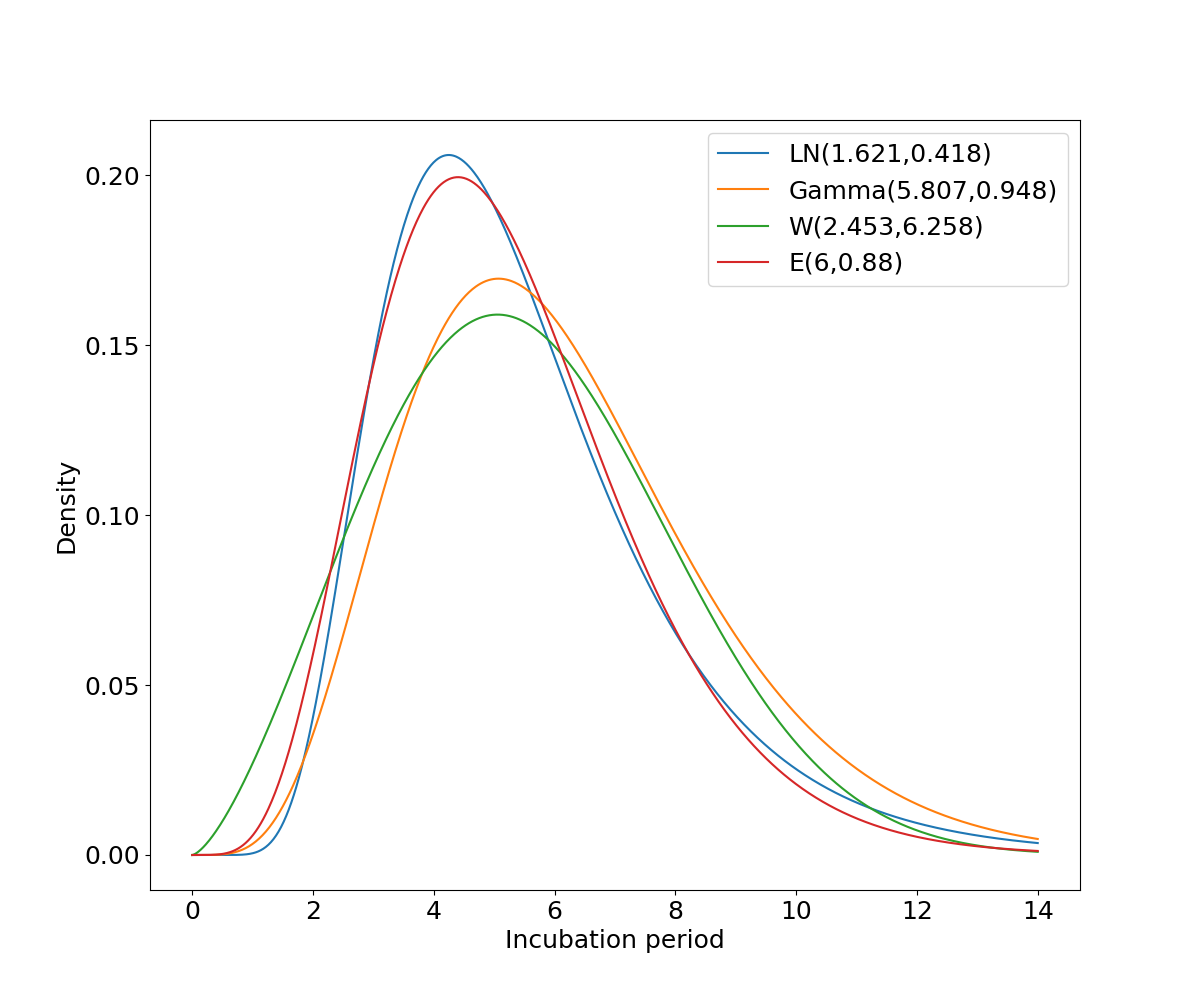 LN(1.621,0.418)
Gamma(5.807,0.948)
W(2.453,6.258)
E(6,0.88)
0.20
0.15
0.10
0.05
0.00
Density
0 2 4 6 8 10 12 14
Incubation period